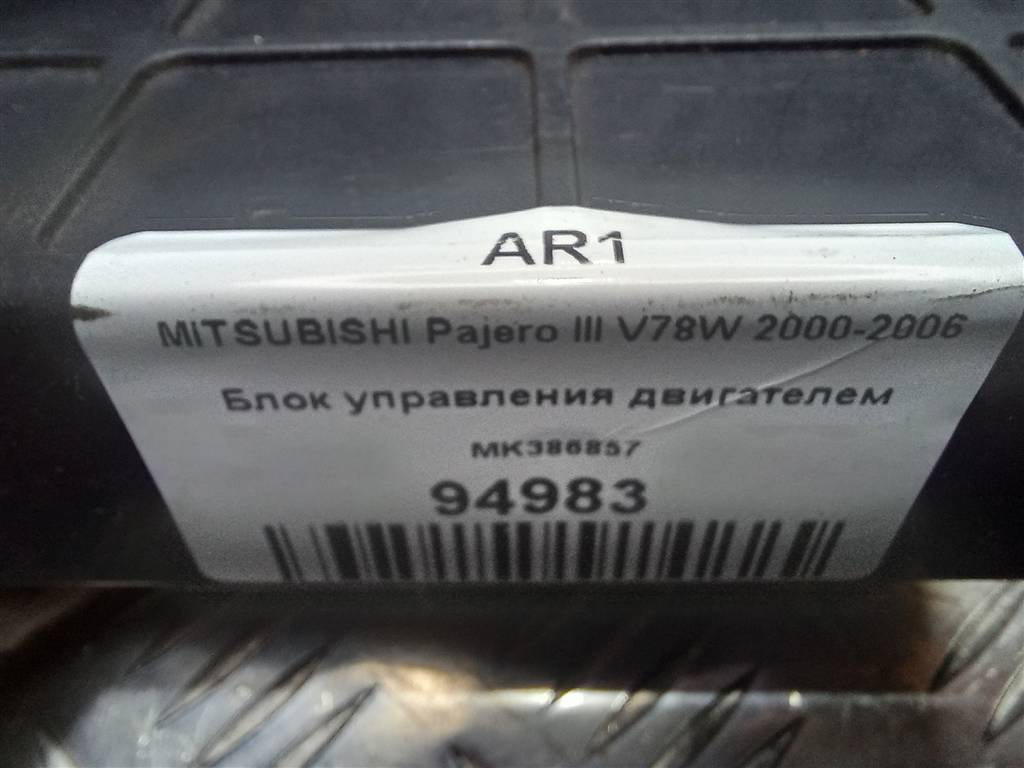 AR1
MITSUBISHI Pajero III V78W 2000-2006
Блок управления двигателем
MK386857
94983